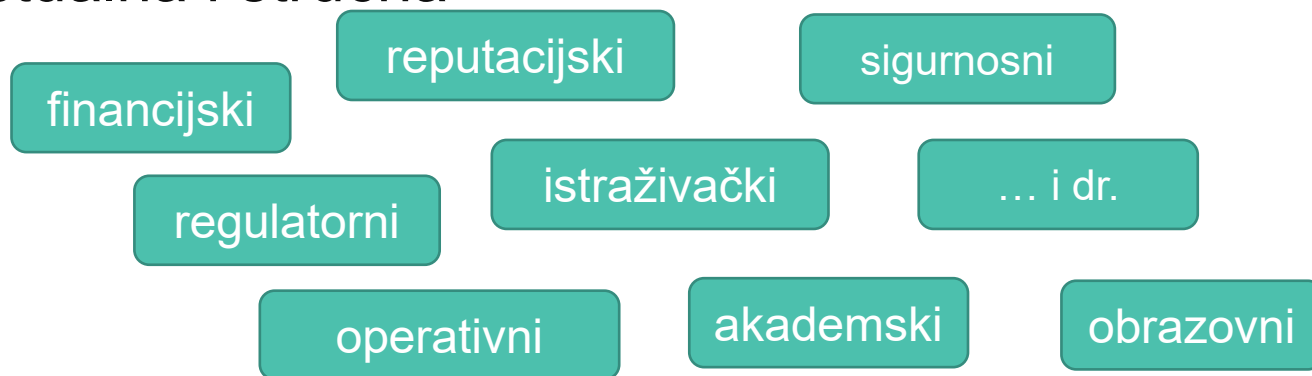 reputacijski
sigurnosni
financijski
istraživački
… i dr.
regulatorni
akademski
obrazovni
operativni